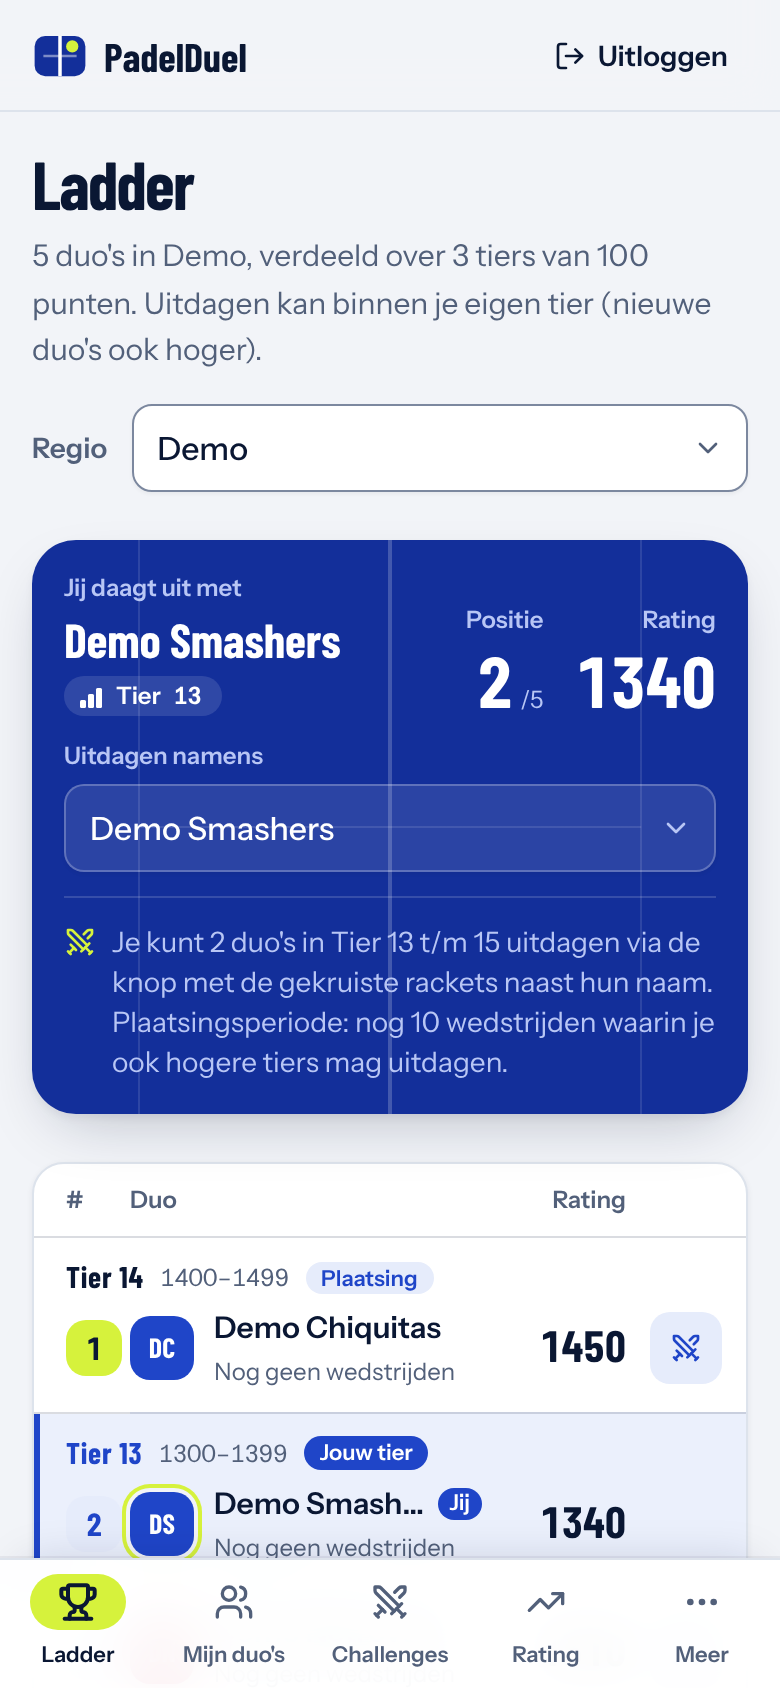 PadelDuel
Uitloggen
Ladder
5 duo's in Demo, verdeeld over 3 tiers van 100
punten. Uitdagen kan binnen je eigen tier (nieuwe
duo's ook hoger).
Regio
Demo
Jij daagt uit met
Demo Smashers
Tier 13
Positie
2 /5
Rating
1340
Uitdagen namens
Demo Smashers
Je kunt 2 duo's in Tier 13 t/m 15 uitdagen via de
knop met de gekruiste rackets naast hun naam.
Plaatsingsperiode: nog 10 wedstrijden waarin je
ook hogere tiers mag uitdagen.
# Duo Rating
Tier 14 1400–1499 Plaatsing
1 DC Demo Chiquitas 1450
Nog geen wedstrijden
Tier 13 1300–1399 Jouw tier
2 DS Demo Smash... Jij 1340
Nog geen wedstrijden
Ladder Mijn duo's Challenges Rating Meer